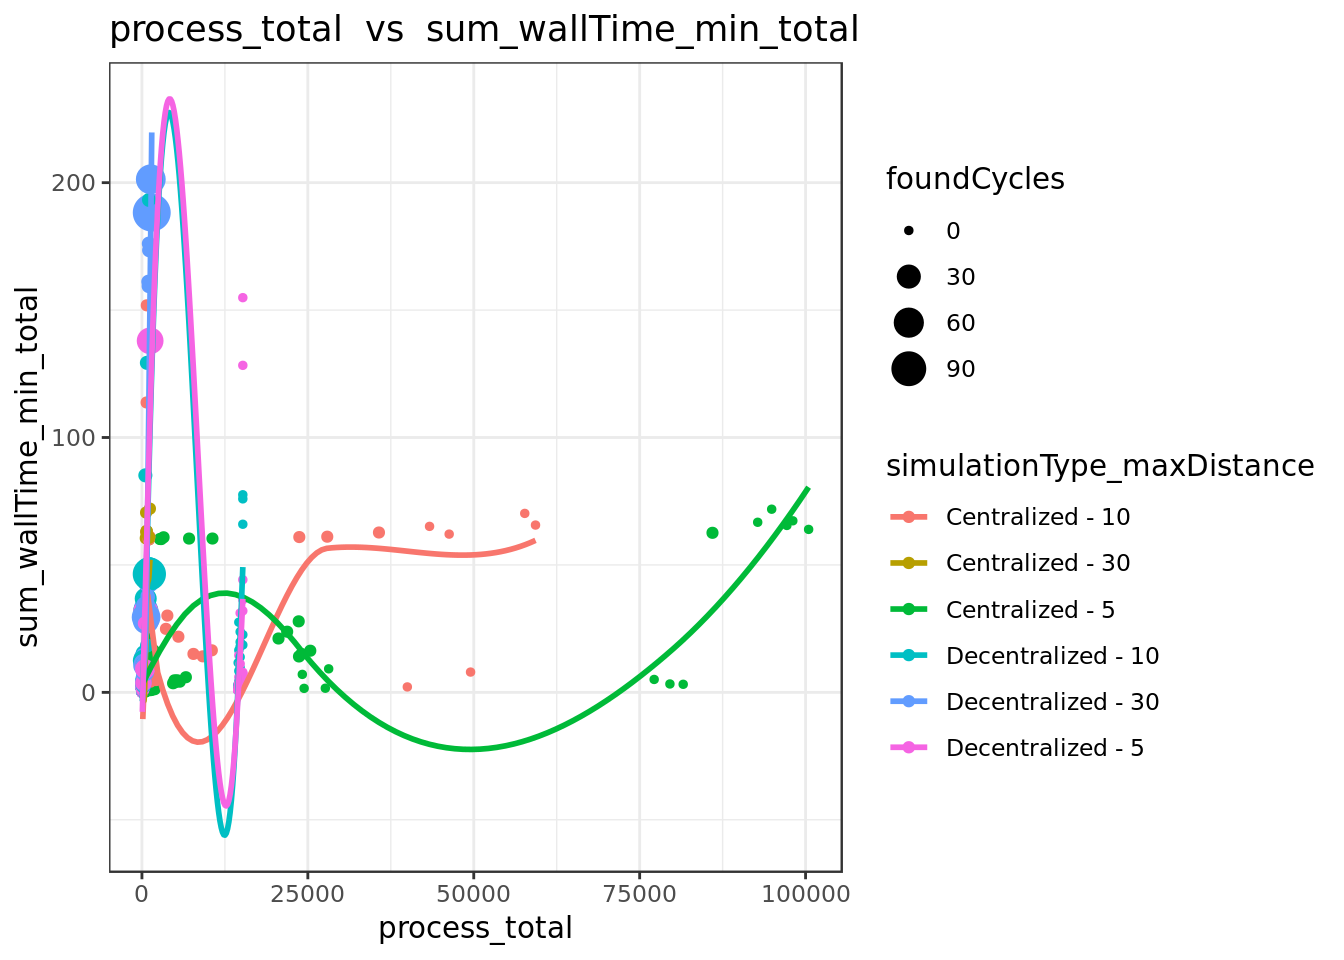 process_total  vs  sum_wallTime_min_total
sum_wallTime_min_total
200
100
0
0
25000
50000
75000
100000
process_total
foundCycles
0
30
60
90
simulationType_maxDistance
Centralized - 10
Centralized - 30
Centralized - 5
Decentralized - 10
Decentralized - 30
Decentralized - 5